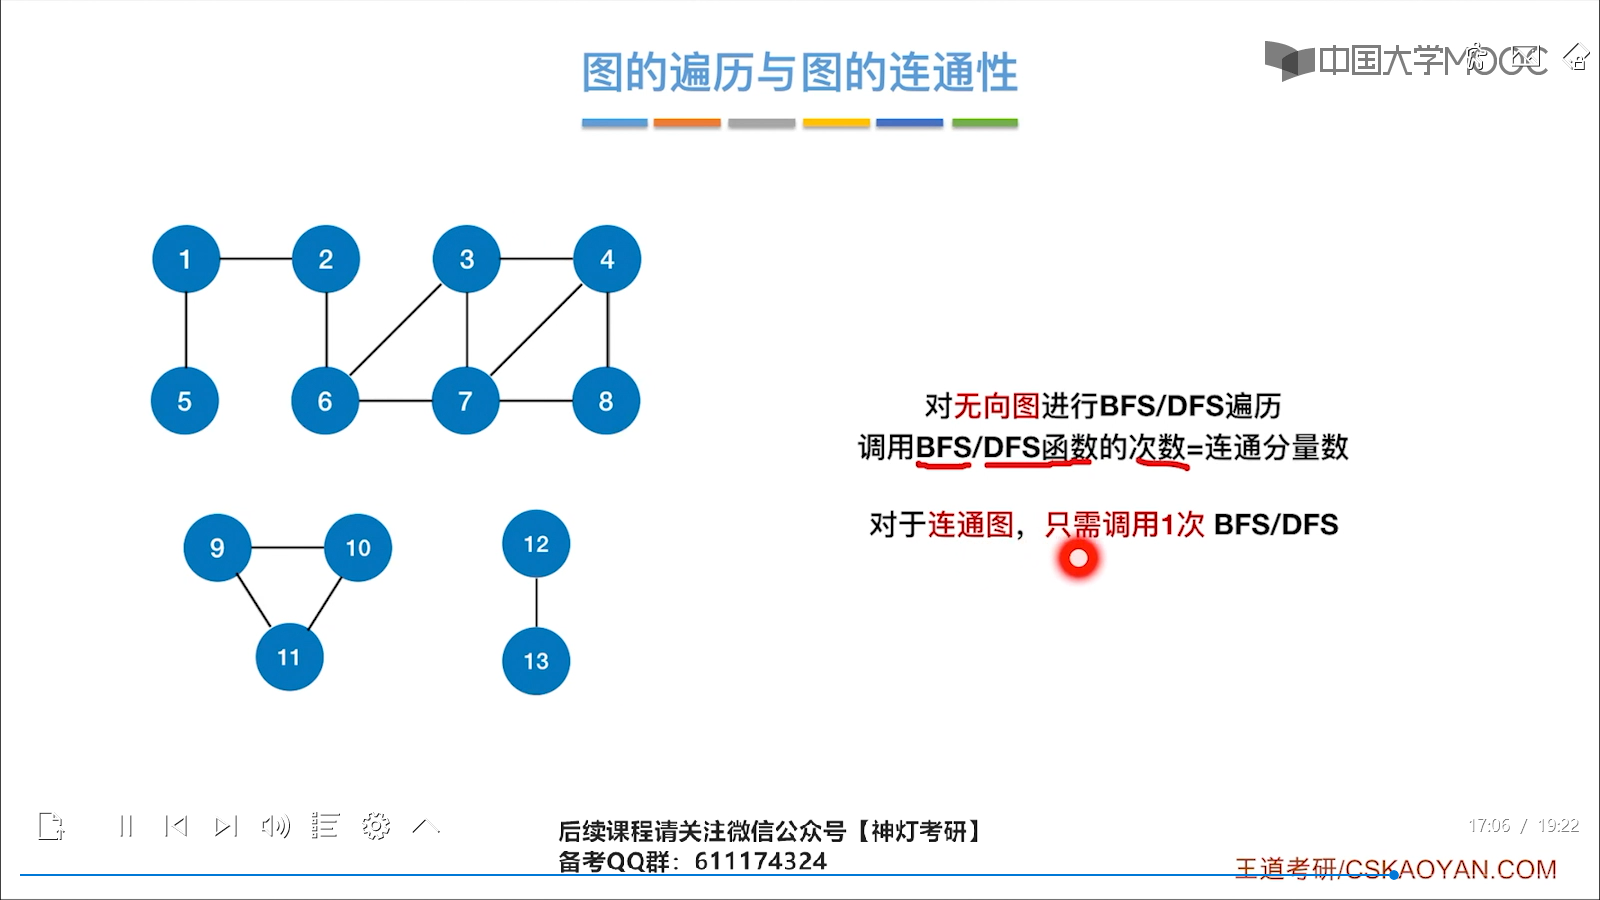 图的遍历与图的连通性
中国大学MOOC
1
2
3
4
5
6
7
8
对无向图进行BFS/DFS遍历
调用BFS/DFS函数的次数=连通分量数
对于连通图，只需调用1次 BFS/DFS
9
10
12
11
13
后续课程请关注微信公众号【神灯考研】
备考QQ群：611174324
17:06 / 19:22
王道考研/CSKAOYAN.COM